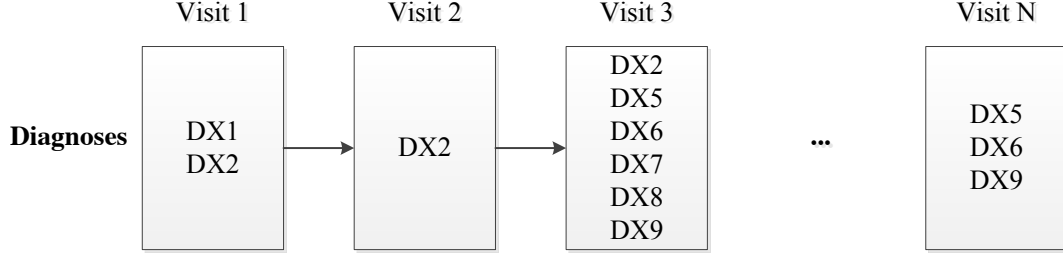 Visit 1
Visit 2
Visit 3
Visit N
Diagnoses
DX1
DX2
DX2
DX2
DX5
DX6
DX7
DX8
DX9
...
DX5
DX6
DX9